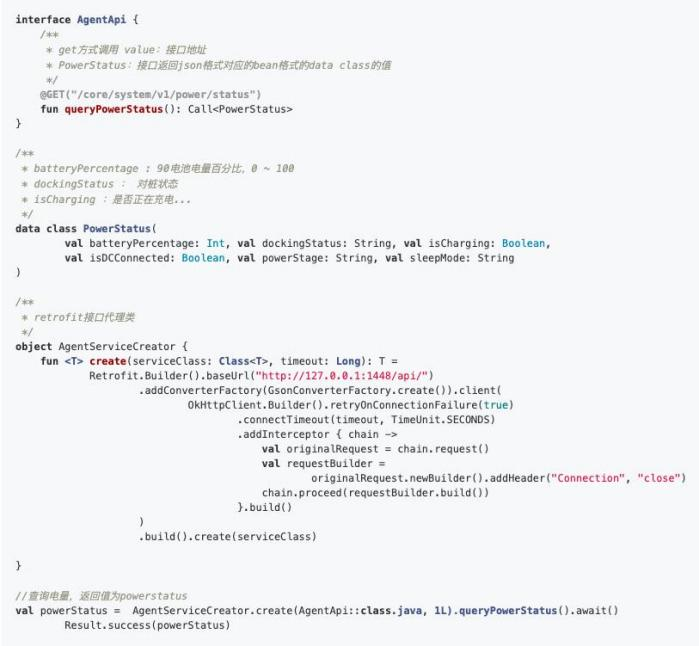 interface AgentApi {
    /**
     * get方式调用 value：接口地址
     * PowerStatus：接口返回json格式对应的bean格式的data class的值
     */
    @GET("/core/system/v1/power/status")
    fun queryPowerStatus(): Call<PowerStatus>
}

/**
 * batteryPercentage : 90电池电量百分比，0 ~ 100
 * dockingStatus ： 对桩状态
 * isCharging ：是否正在充电...
 */
data class PowerStatus(
        val batteryPercentage: Int, val dockingStatus: String, val isCharging: Boolean,
        val isDCConnected: Boolean, val powerStage: String, val sleepMode: String
)

/**
 * retrofit接口代理类
 */
object AgentServiceCreator {
    fun <T> create(serviceClass: Class<T>, timeout: Long): T =
            Retrofit.Builder().baseUrl("http://127.0.0.1:1448/api/")
                    .addConverterFactory(GsonConverterFactory.create()).client(
                            OkHttpClient.Builder().retryOnConnectionFailure(true)
                                    .connectTimeout(timeout, TimeUnit.SECONDS)
                                    .addInterceptor { chain ->
                                        val originalRequest = chain.request()
                                        val requestBuilder =
                                                originalRequest.newBuilder().addHeader("Connection", "close")
                                        chain.proceed(requestBuilder.build())
                                    }.build()
                    )
                    .build().create(serviceClass)

}

//查询电量，返回值为powerstatus
val powerStatus =  AgentServiceCreator.create(AgentApi::class.java, 1L).queryPowerStatus().await()
        Result.success(powerStatus)